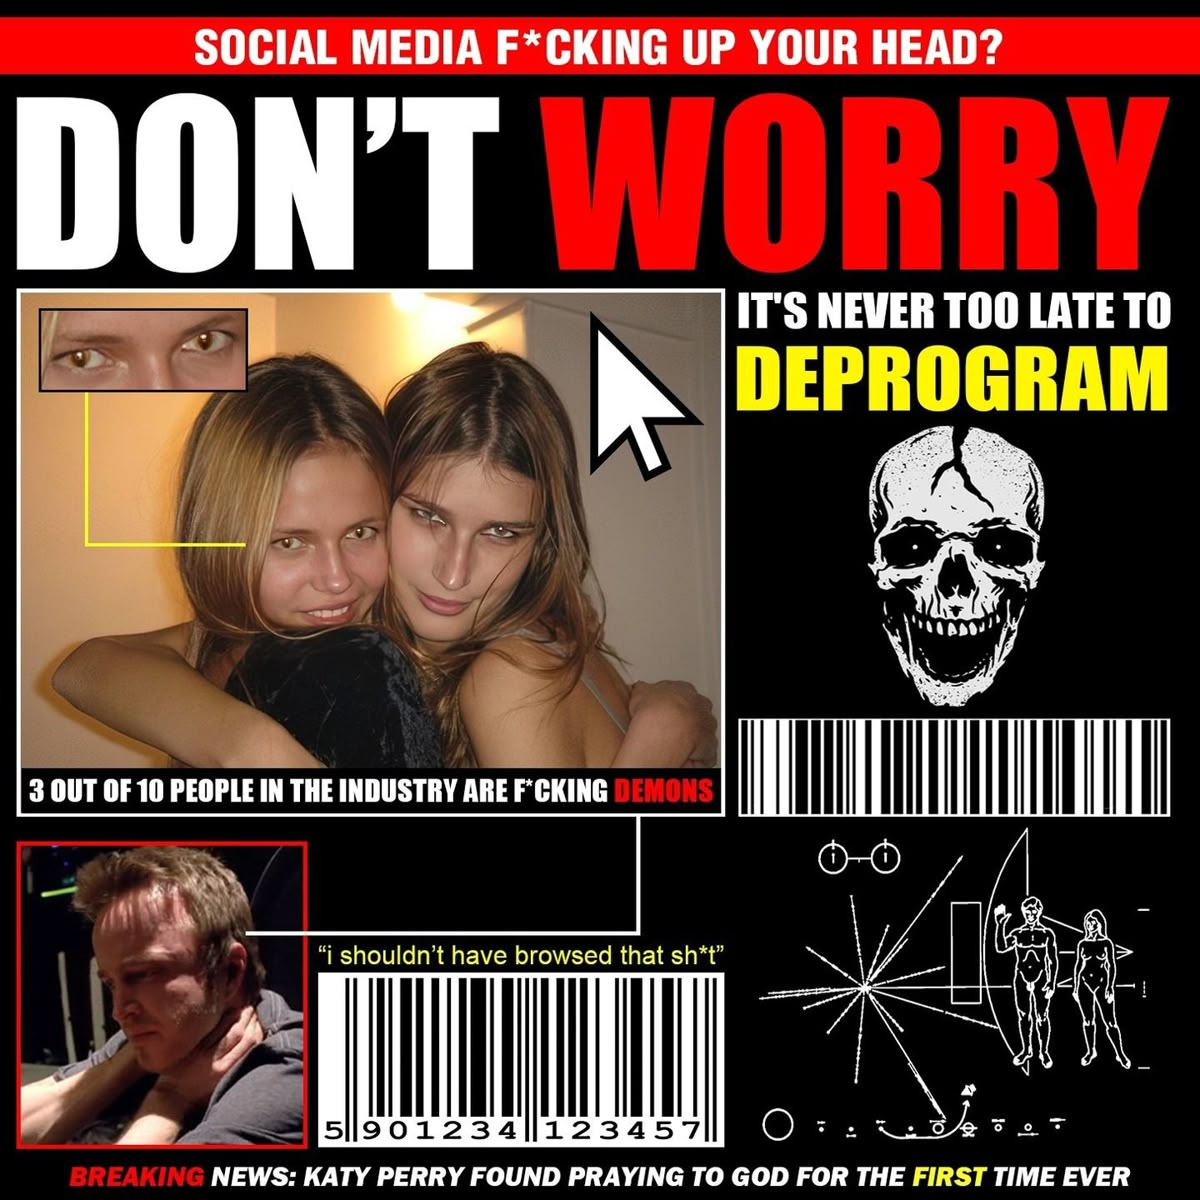 SOCIAL MEDIA F*CKING UP YOUR HEAD?
DON'T WORRY
IT'S NEVER TOO LATE TO
DEPROGRAM
3 OUT OF 10 PEOPLE IN THE INDUSTRY ARE F*CKING DEMONS
“i shouldn’t have browsed that sh*t”
5 901234 123457
BREAKING NEWS: KATY PERRY FOUND PRAYING TO GOD FOR THE FIRST TIME EVER